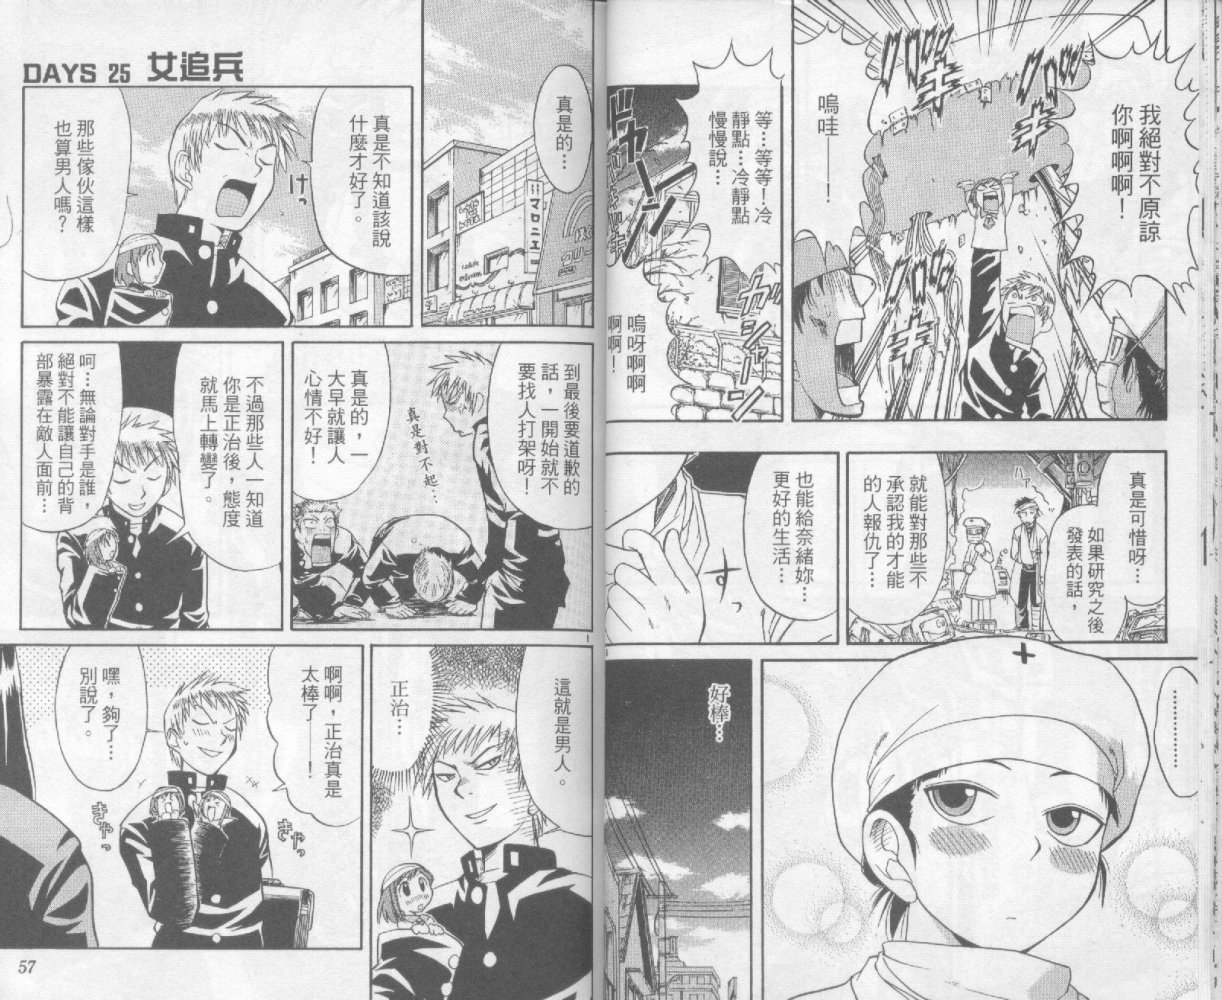 我絕對不原諒
你啊啊啊！
嗚哇———！
等…等等！冷
靜點…冷靜點
慢慢說…
嗚呀啊啊
啊啊！
ガシャァン
真是可惜呀…
如果研究之後
發表的話，
就能對那些不
承認我的才能
的人報仇了…
也能給奈緒妳…
更好的生活…
すっ
…………
好棒…
DAYS 25 女追兵
真是的…
マロニエ
真是不知道該說
什麼才好了。
けっ
那些傢伙這樣
也算男人嗎？
到最後要道歉的
話，一開始就不
要找人打架呀！
真是對不起…
真是的，一
大早就讓人
心情不好！
不過那些人一知道
你是正治後，態度
就馬上轉變了。
呵…無論對手是誰，
絕對不能讓自己的背
部暴露在敵人面前…
這就是男人。
正治…
啊啊，正治真是
太棒了——！
嘿，夠了…
別說了。
きゃっ
きゃっ
57